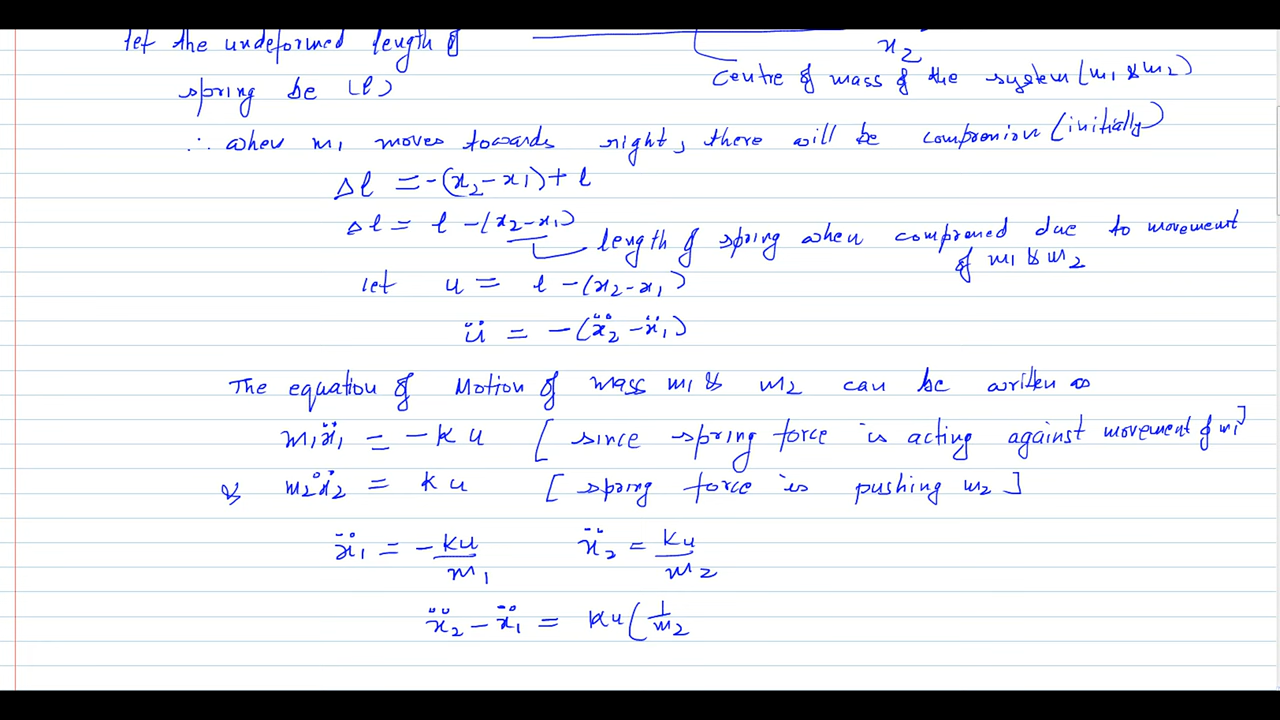 let the undeformed length of
x₂
spring be (l)
Centre of mass of the system (m₁ & m₂)
∴ when m₁ moves towards right, there will be compression (initially)
Δl = -(x₂-x₁)+l
Δl = l -(x₂-x₁)
length of spring when compressed due to movement
of m₁ & m₂
let u = l -(x₂-x₁)
ü = -(ẍ₂-ẍ₁)
The equation of Motion of mass m₁ & m₂ can be written as
m₁ẍ₁ = -ku [ since spring force is acting against movement of m₁ ]
& m₂ẍ₂ = ku [ spring force is pushing m₂ ]
ẍ₁ = -ku/m₁ ẍ₂ = ku/m₂
ẍ₂-ẍ₁ = ku(1/m₂